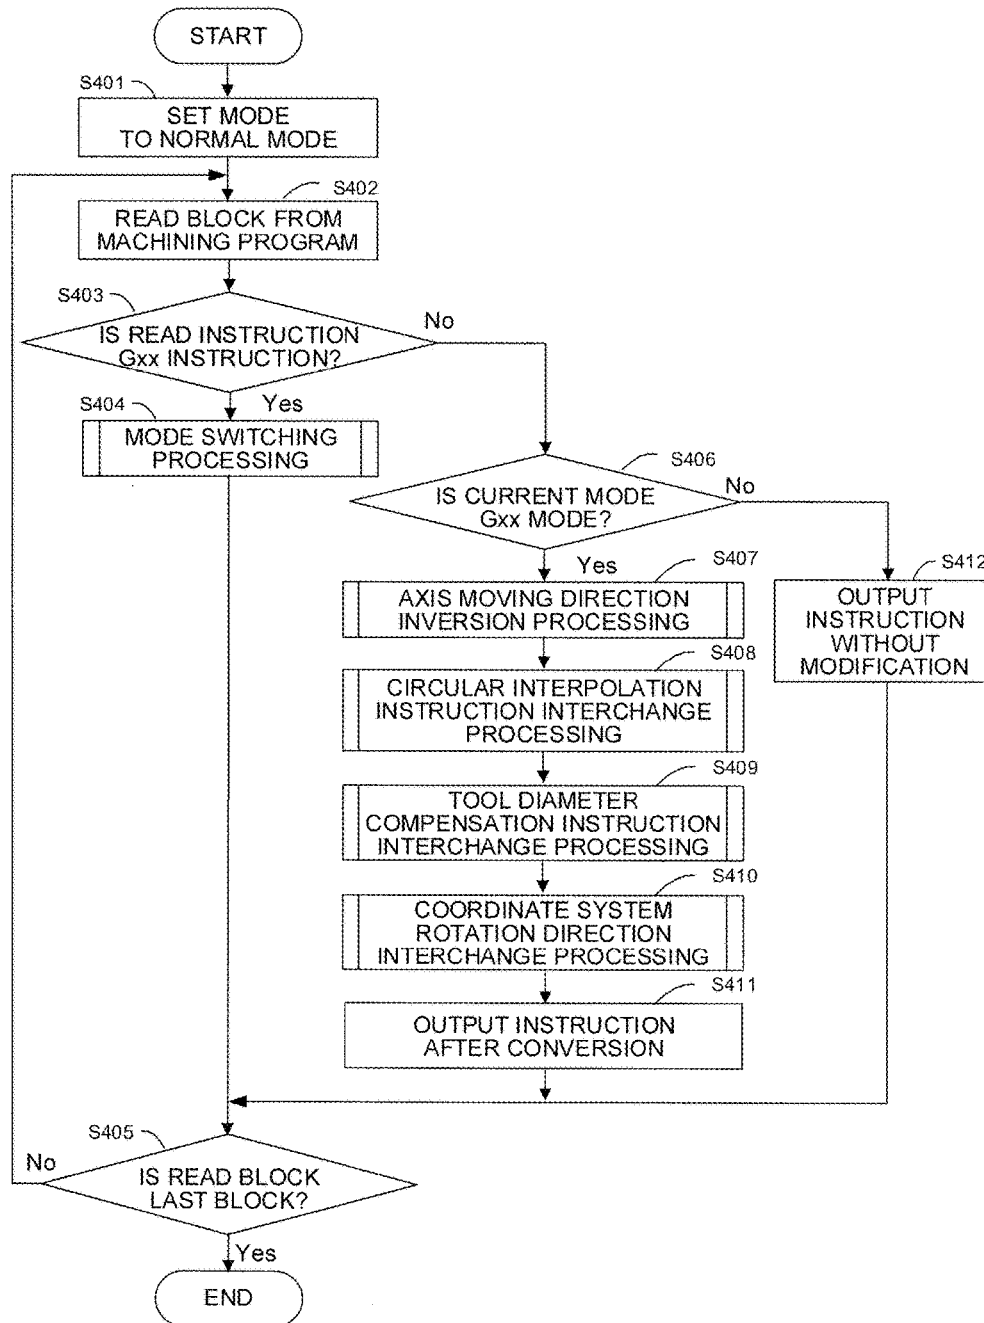 START
S401
SET MODE
TO NORMAL MODE
S402
READ BLOCK FROM
MACHINING PROGRAM
S403
IS READ INSTRUCTION
Gxx INSTRUCTION?
No
Yes
S404
MODE SWITCHING
PROCESSING
S406
IS CURRENT MODE
Gxx MODE?
No
Yes
S407
AXIS MOVING DIRECTION
INVERSION PROCESSING
S412
OUTPUT
INSTRUCTION
WITHOUT
MODIFICATION
S408
CIRCULAR INTERPOLATION
INSTRUCTION INTERCHANGE
PROCESSING
S409
TOOL DIAMETER
COMPENSATION INSTRUCTION
INTERCHANGE PROCESSING
S410
COORDINATE SYSTEM
ROTATION DIRECTION
INTERCHANGE PROCESSING
S411
OUTPUT INSTRUCTION
AFTER CONVERSION
S405
No
IS READ BLOCK
LAST BLOCK?
Yes
END